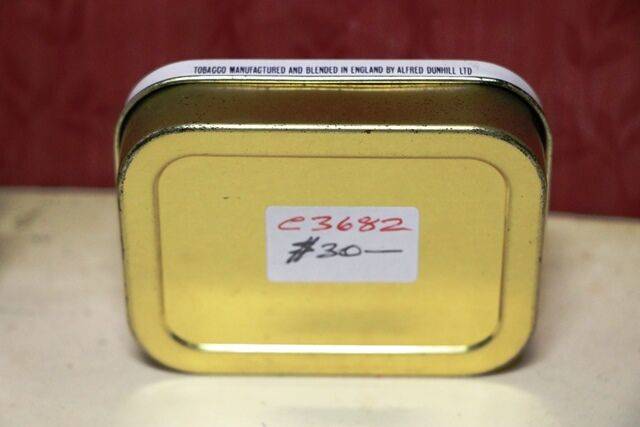 TOBACCO MANUFACTURED AND BLENDED IN ENGLAND BY ALFRED DUNHILL LTD
C3682
#30—